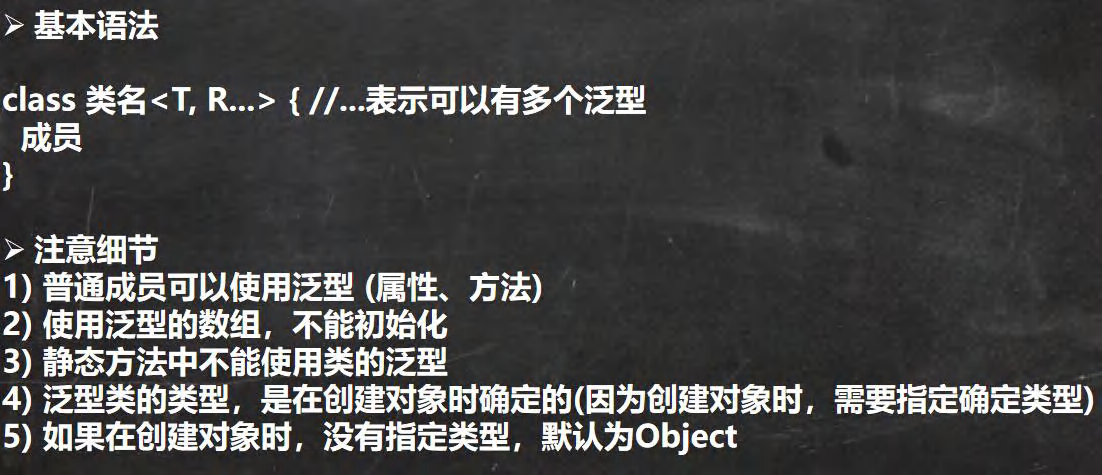 ➢ 基本语法
class 类名<T, R...> { //...表示可以有多个泛型
成员
}
➢ 注意细节
1) 普通成员可以使用泛型 (属性、方法)
2) 使用泛型的数组，不能初始化
3) 静态方法中不能使用类的泛型
4) 泛型类的类型，是在创建对象时确定的(因为创建对象时，需要指定确定类型)
5) 如果在创建对象时，没有指定类型，默认为Object